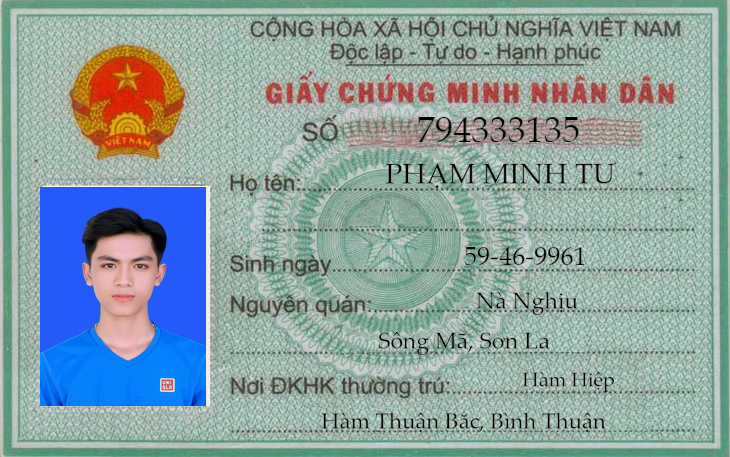 CỘNG HÒA XÃ HỘI CHỦ NGHĨA VIỆT NAM
Độc lập - Tự do - Hạnh phúc
GIẤY CHỨNG MINH NHÂN DÂN
SỐ 794333135
VIỆT NAM
Họ tên: PHẠM MINH TƯ
Sinh ngày 59-46-9961
Nguyên quán: Nà Nghịu
Sông Mã, Sơn La
Nơi ĐKHK thường trú: Hàm Hiệp
Hàm Thuận Bắc, Bình Thuận